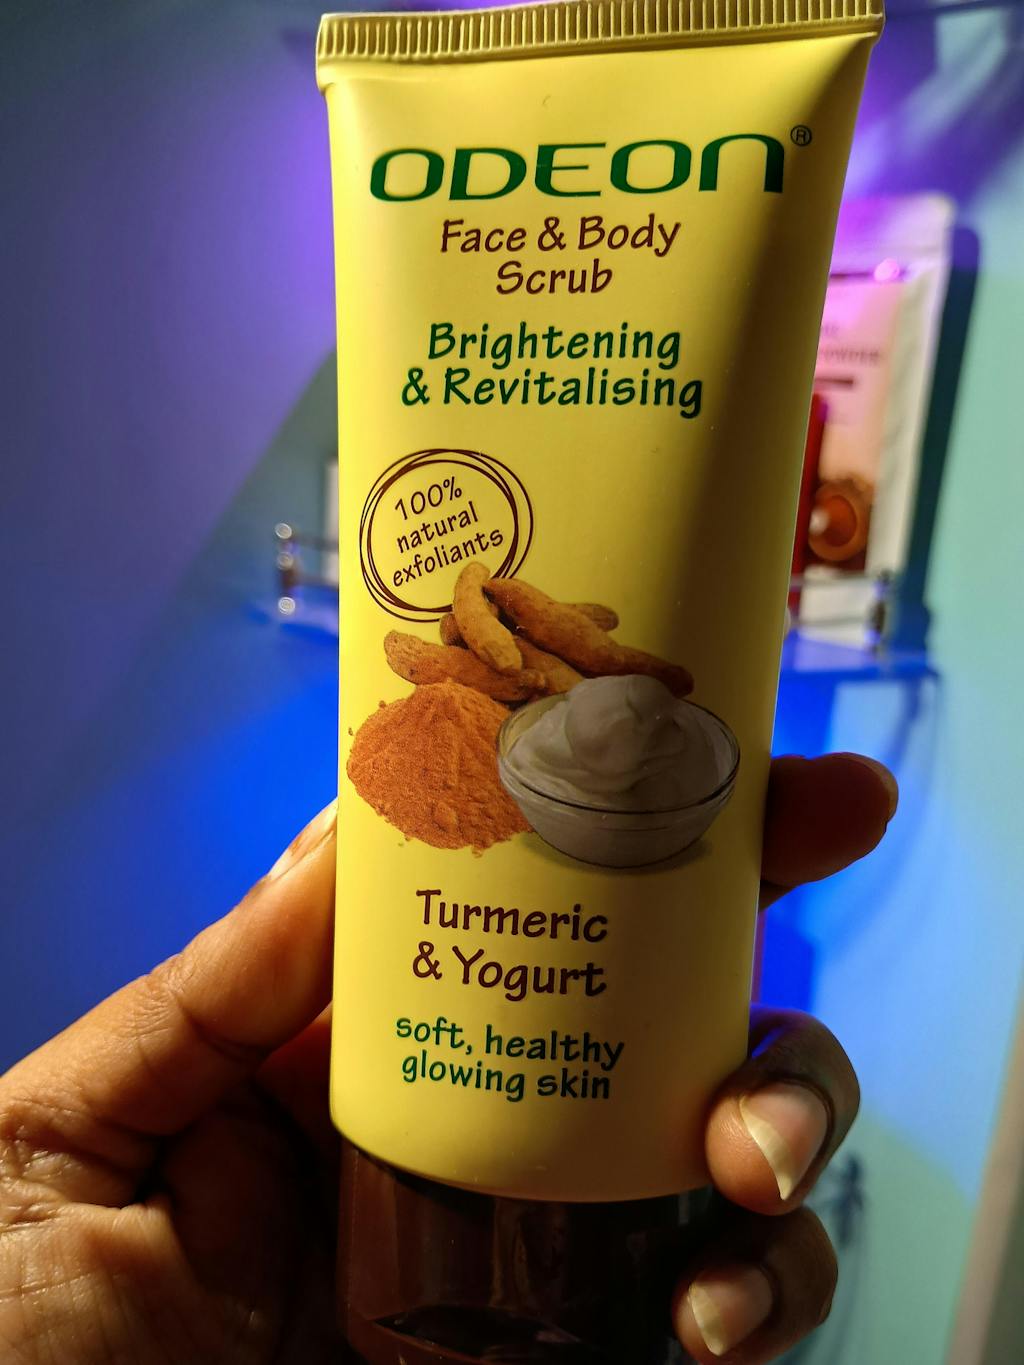 ODEON®
Face & Body
Scrub
Brightening
& Revitalising
100%
natural
exfoliants
Turmeric
& Yogurt
soft, healthy
glowing skin